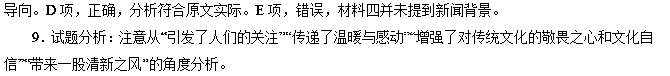 导向。D 项，正确，分析符合原文实际。E 项，错误，材料四并未提到新闻背景。
9．试题分析：注意从“引发了人们的关注”“传递了温暖与感动”“增强了对传统文化的敬畏之心和文化自
信”“带来一股清新之风”的角度分析。